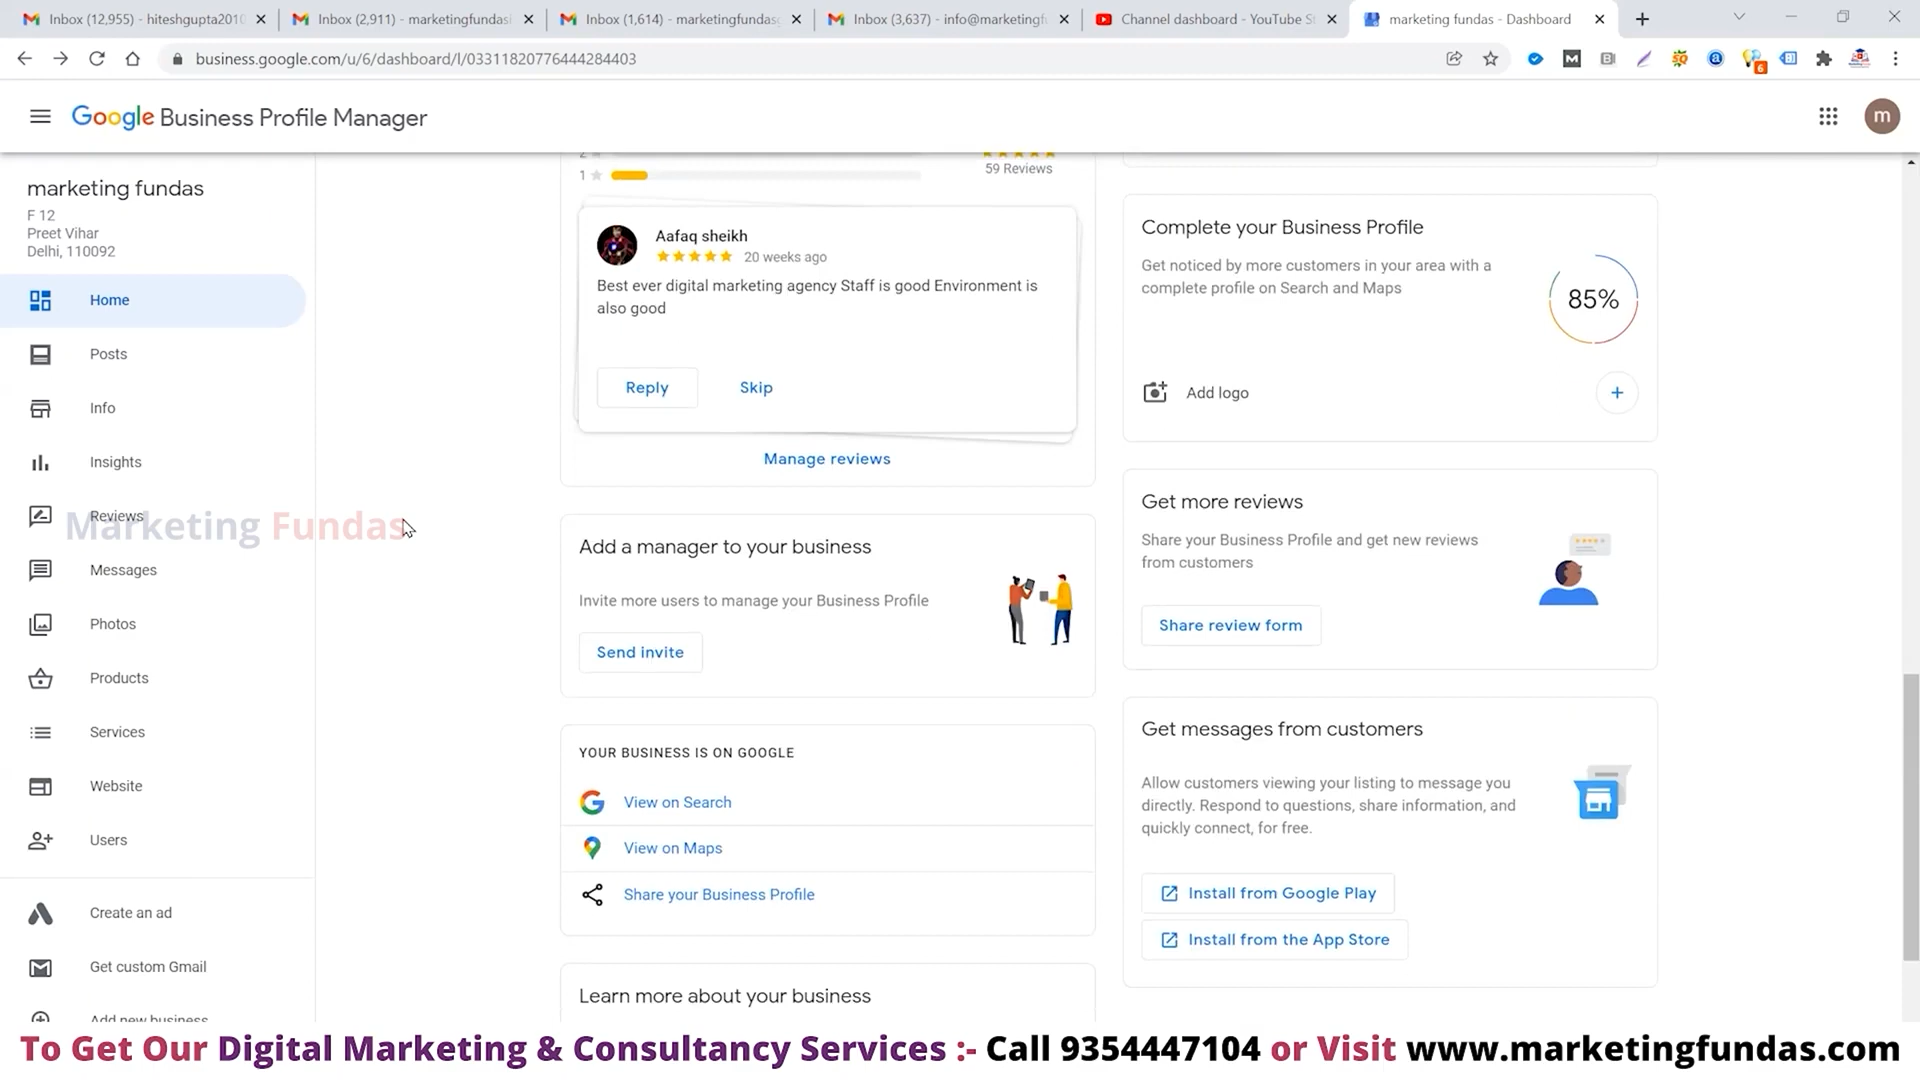 Inbox (12,955) - hiteshgupta2010
Inbox (2,911) - marketingfundasi
Inbox (1,614) - marketingfundas
Inbox (3,637) - info@marketingf
Channel dashboard - YouTube S
marketing fundas - Dashboard
business.google.com/u/6/dashboard/l/03311820776444284403
6
Google Business Profile Manager
m
marketing fundas
F 12
Preet Vihar
Delhi, 110092
Home
Posts
Info
Insights
Reviews
Marketing Fundas
Messages
Photos
Products
Services
Website
Users
Create an ad
Get custom Gmail
Add new business
2
1
59 Reviews
Aafaq sheikh
20 weeks ago
Best ever digital marketing agency Staff is good Environment is
also good
Reply Skip
Manage reviews
Add a manager to your business
Invite more users to manage your Business Profile
Send invite
YOUR BUSINESS IS ON GOOGLE
View on Search
View on Maps
Share your Business Profile
Learn more about your business
Complete your Business Profile
Get noticed by more customers in your area with a
complete profile on Search and Maps
85%
Add logo
Get more reviews
Share your Business Profile and get new reviews
from customers
Share review form
Get messages from customers
Allow customers viewing your listing to message you
directly. Respond to questions, share information, and
quickly connect, for free.
Install from Google Play
Install from the App Store
To Get Our Digital Marketing & Consultancy Services :- Call 9354447104 or Visit www.marketingfundas.com